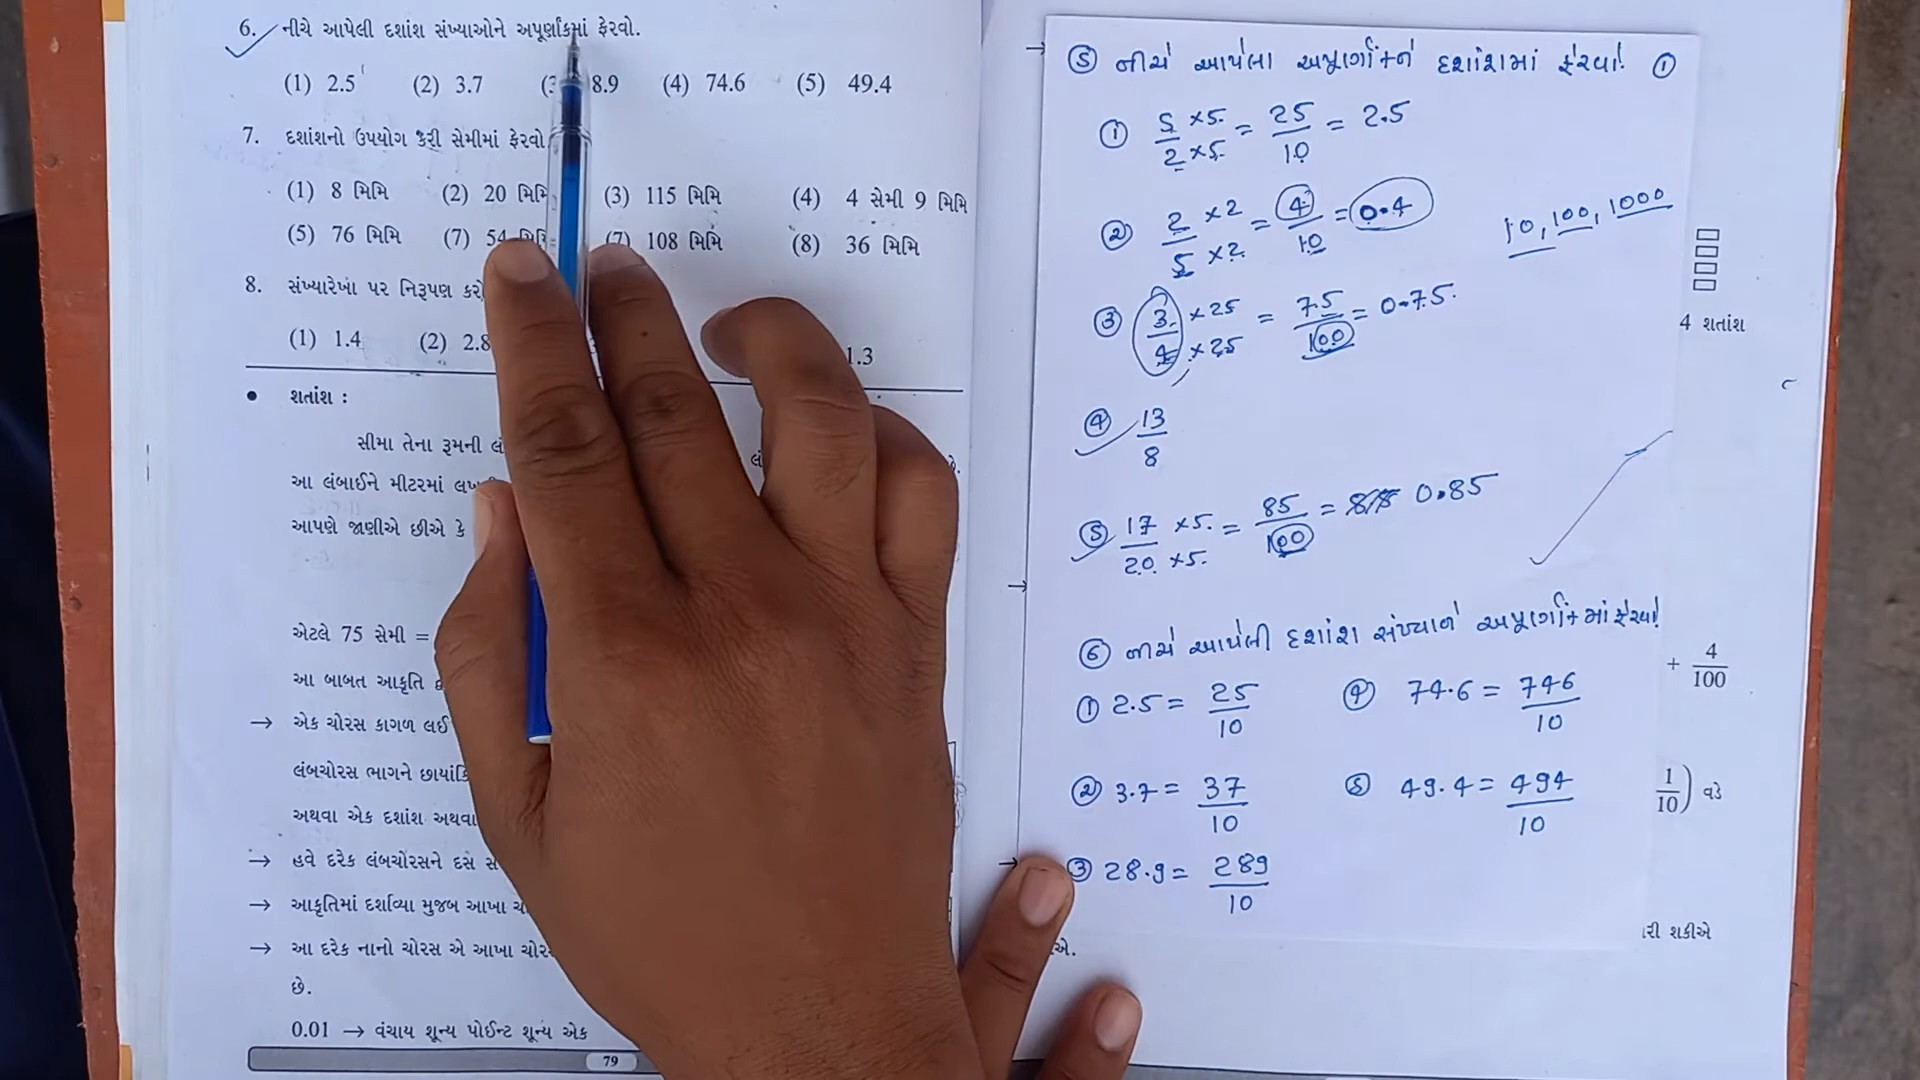 6. નીચે આપેલી દશાંશ સંખ્યાઓને અપૂર્ણાંકમાં ફેરવો.
(1) 2.5 (2) 3.7 8.9 (4) 74.6 (5) 49.4
7. દશાંશનો ઉપયોગ કરી સેમીમાં ફેરવો
(1) 8 મિમિ (2) 20 મિમિ (3) 115 મિમિ (4) 4 સેમી 9 મિમિ
(5) 76 મિમિ (7) 54 મિમિ (7) 108 મિમિ (8) 36 મિમિ
8. સંખ્યારેખા પર નિરૂપણ કરો
(1) 1.4 (2) 2.8 1.3
• શતાંશ :
સીમા તેના રૂમની
આ લંબાઈને મીટરમાં
આપણે જાણીએ છીએ કે
એટલે 75 સેમી =
આ બાબત આકૃતિ
→ એક ચોરસ કાગળ લઈ
લંબચોરસ ભાગને
અથવા એક દશાંશ અથવા
→ હવે દરેક લંબચોરસને દસે
→ આકૃતિમાં દર્શાવ્યા મુજબ આખા
→ આ દરેક નાનો ચોરસ એ આખા
છે.
0.01 → વંચાય શૂન્ય પોઈન્ટ શૂન્ય એક
79
5 નીચે આપેલા અપૂર્ણાંકને દશાંશમાં ફેરવો! ①
① 5/2 ×5/×5 = 25/10 = 2.5
② 2/5 ×2/×2 = 4/10 = 0.4
10, 100, 1000
③ 3/4 ×25/×25 = 75/100 = 0.75.
④ 13/8
⑤ 17/20 ×5/×5 = 85/100 = 0.85
⑥ નીચે આપેલી દશાંશ સંખ્યાને અપૂર્ણાંકમાં ફેરવો!
① 2.5 = 25/10 ④ 74.6 = 746/10
② 3.7 = 37/10 ⑤ 49.4 = 494/10
③ 28.9 = 289/10
4 શતાંશ
+ 4/100
1/10) વડે
શકીએ